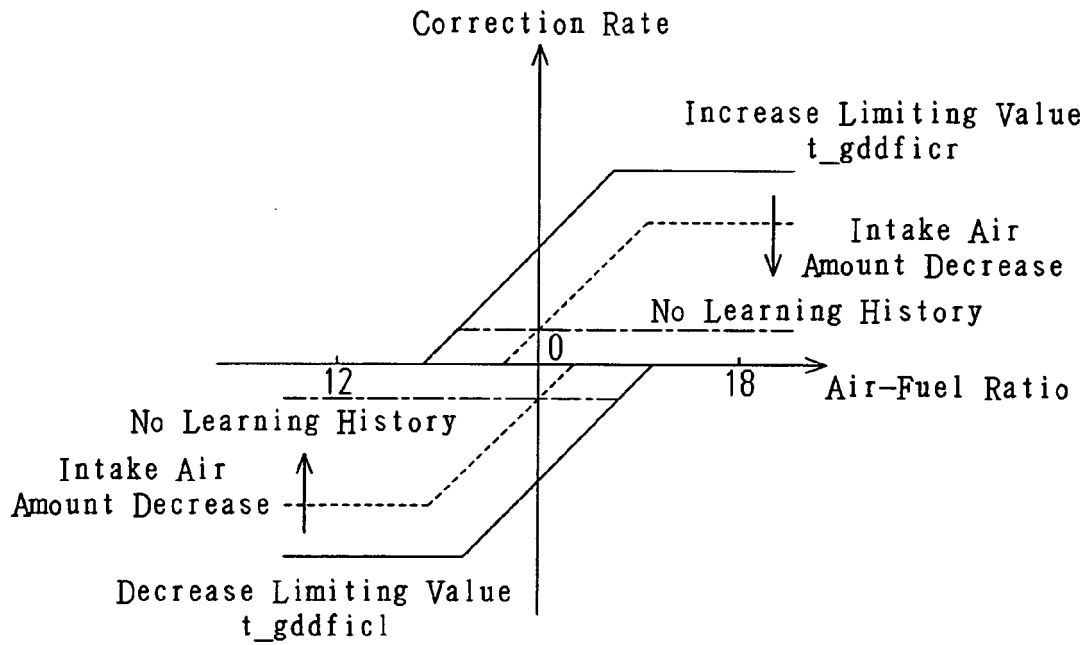 Correction Rate
Increase Limiting Value
t_gddficr
Intake Air
Amount Decrease
No Learning History
0
12
18
Air-Fuel Ratio
No Learning History
Intake Air
Amount Decrease
Decrease Limiting Value
t_gddficl